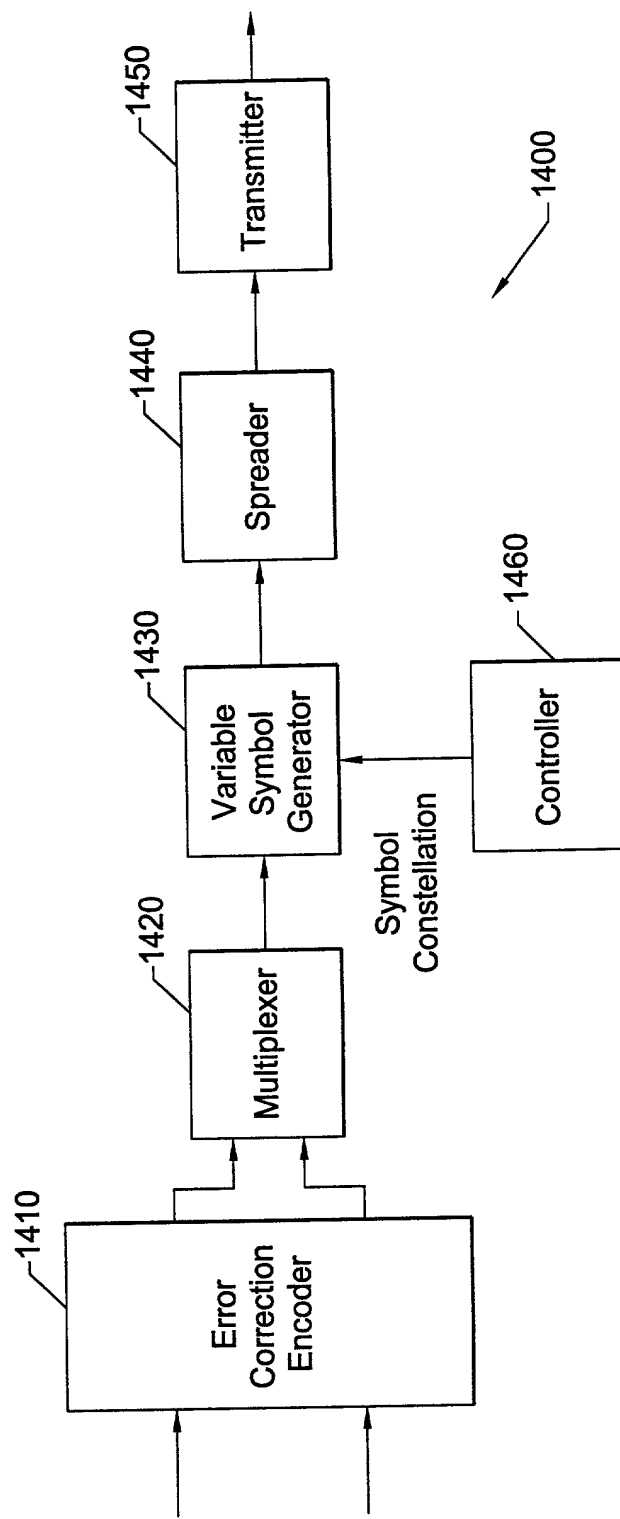 1410
Error
Correction
Encoder
1420
Multiplexer
1430
Variable
Symbol
Generator
1440
Spreader
1450
Transmitter
Symbol
Constellation
1460
Controller
1400